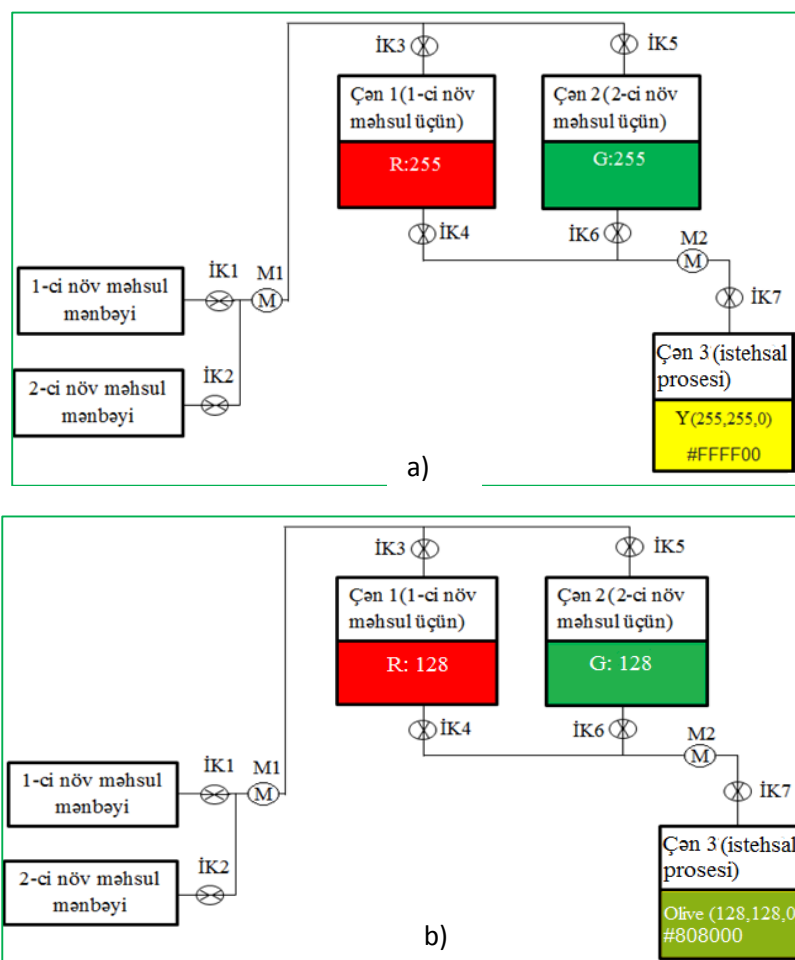 İK3
İK5
Çən 1(1-ci növ
məhsul üçün)
R:255
Çən 2(2-ci növ
məhsul üçün)
G:255
İK4
İK6
M2
M
İK7
İK1
M1
M
1-ci növ məhsul
mənbəyi
İK2
2-ci növ məhsul
mənbəyi
Çən 3 (istehsal
prosesi)
Y(255,255,0)
#FFFF00
a)
İK3
İK5
Çən 1(1-ci növ
məhsul üçün)
R: 128
Çən 2(2-ci növ
məhsul üçün)
G: 128
İK4
İK6
M2
M
İK7
İK1
M1
M
1-ci növ məhsul
mənbəyi
İK2
2-ci növ məhsul
mənbəyi
Çən 3 (istehsal
prosesi)
Olive (128,128,0
#808000
b)